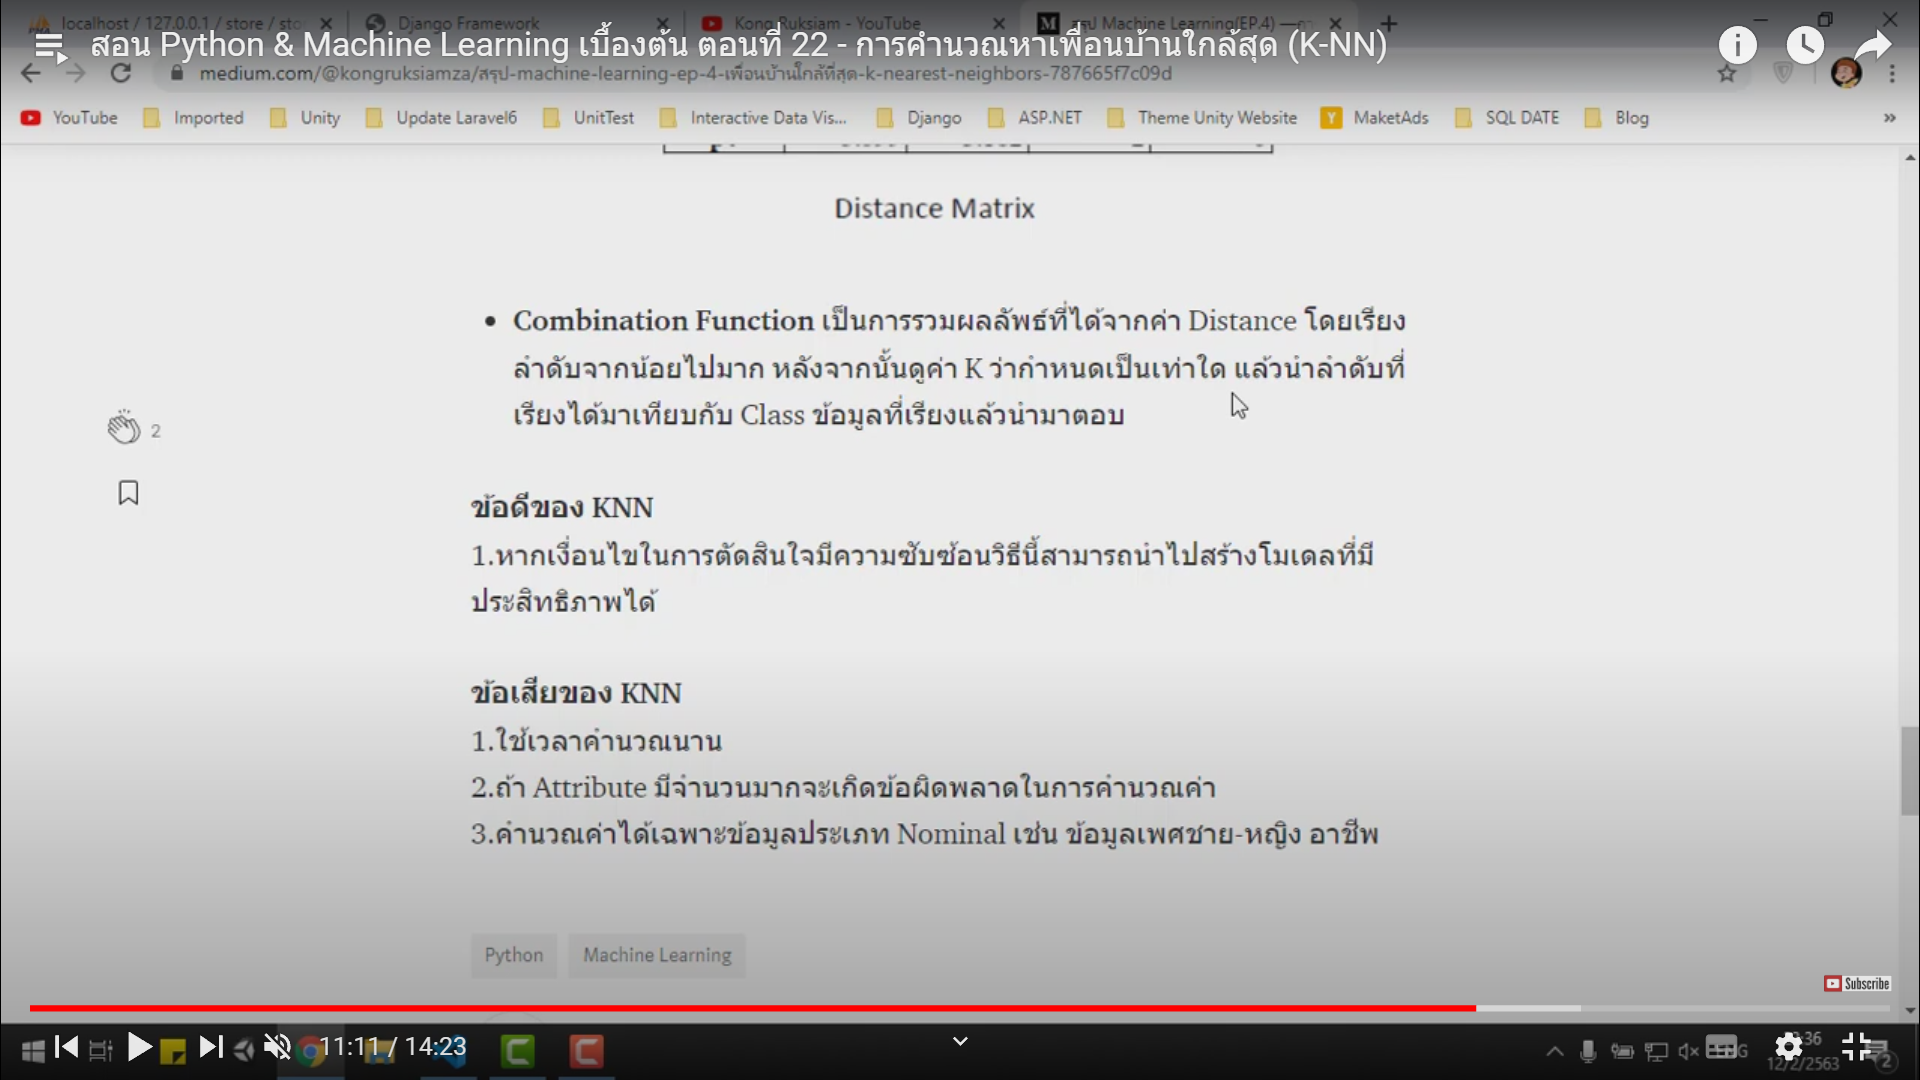 localhost / 127.0.0.1 / store / sto
Django Framework
Kong Ruksiam - YouTube
สรุป Machine Learning(EP.4) —
สอน Python & Machine Learning เบื้องต้น ตอนที่ 22 - การคำนวณหาเพื่อนบ้านใกล้สุด (K-NN)
medium.com/@kongruksiamza/สรุป-machine-learning-ep-4-เพื่อนบ้านใกล้ที่สุด-k-nearest-neighbors-787665f7c09d
YouTube Imported Unity Update Laravel6 UnitTest Interactive Data Vis... Django ASP.NET Theme Unity Website MaketAds SQL DATE Blog »
Distance Matrix
• Combination Function เป็นการรวมผลลัพธ์ที่ได้จากค่า Distance โดยเรียง
ลำดับจากน้อยไปมาก หลังจากนั้นดูค่า K ว่ากำหนดเป็นเท่าใด แล้วนำลำดับที่
เรียงได้มาเทียบกับ Class ข้อมูลที่เรียงแล้วนำมาตอบ
2
ข้อดีของ KNN
1.หากเงื่อนไขในการตัดสินใจมีความซับซ้อนวิธีนี้สามารถนำไปสร้างโมเดลที่มี
ประสิทธิภาพได้
ข้อเสียของ KNN
1.ใช้เวลาคำนวณนาน
2.ถ้า Attribute มีจำนวนมากจะเกิดข้อผิดพลาดในการคำนวณค่า
3.คำนวณค่าได้เฉพาะข้อมูลประเภท Nominal เช่น ข้อมูลเพศชาย-หญิง อาชีพ
Python Machine Learning
Subscribe
11:11 / 14:23
12/2/2563
2